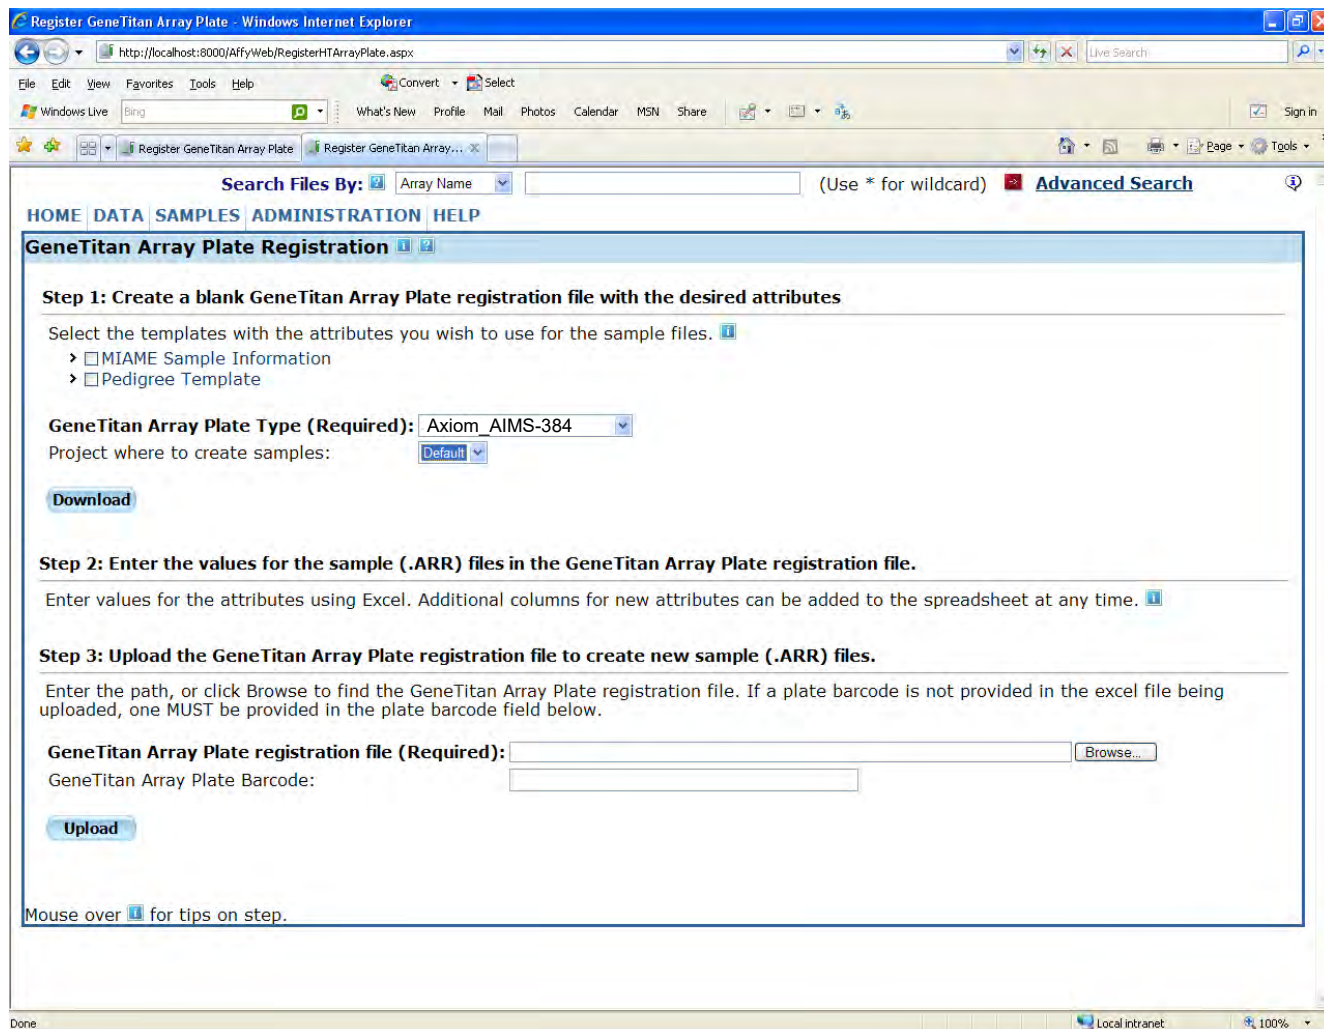 Register GeneTitan Array Plate - Windows Internet Explorer
http://localhost:8000/AffyWeb/RegisterHTArrayPlate.aspx
Live Search
File Edit View Favorites Tools Help
Convert Select
Windows Live Bing What's New Profile Mail Photos Calendar MSN Share Sign in
Register GeneTitan Array Plate Register GeneTitan Array... Page Tools
Search Files By: Array Name (Use * for wildcard) Advanced Search
HOME DATA SAMPLES ADMINISTRATION HELP
GeneTitan Array Plate Registration
Step 1: Create a blank GeneTitan Array Plate registration file with the desired attributes
Select the templates with the attributes you wish to use for the sample files.
MIAME Sample Information
Pedigree Template
GeneTitan Array Plate Type (Required): Axiom_AIMS-384
Project where to create samples: Default
Download
Step 2: Enter the values for the sample (.ARR) files in the GeneTitan Array Plate registration file.
Enter values for the attributes using Excel. Additional columns for new attributes can be added to the spreadsheet at any time.
Step 3: Upload the GeneTitan Array Plate registration file to create new sample (.ARR) files.
Enter the path, or click Browse to find the GeneTitan Array Plate registration file. If a plate barcode is not provided in the excel file being
uploaded, one MUST be provided in the plate barcode field below.
GeneTitan Array Plate registration file (Required): Browse...
GeneTitan Array Plate Barcode:
Upload
Mouse over for tips on step.
Done Local intranet 100%